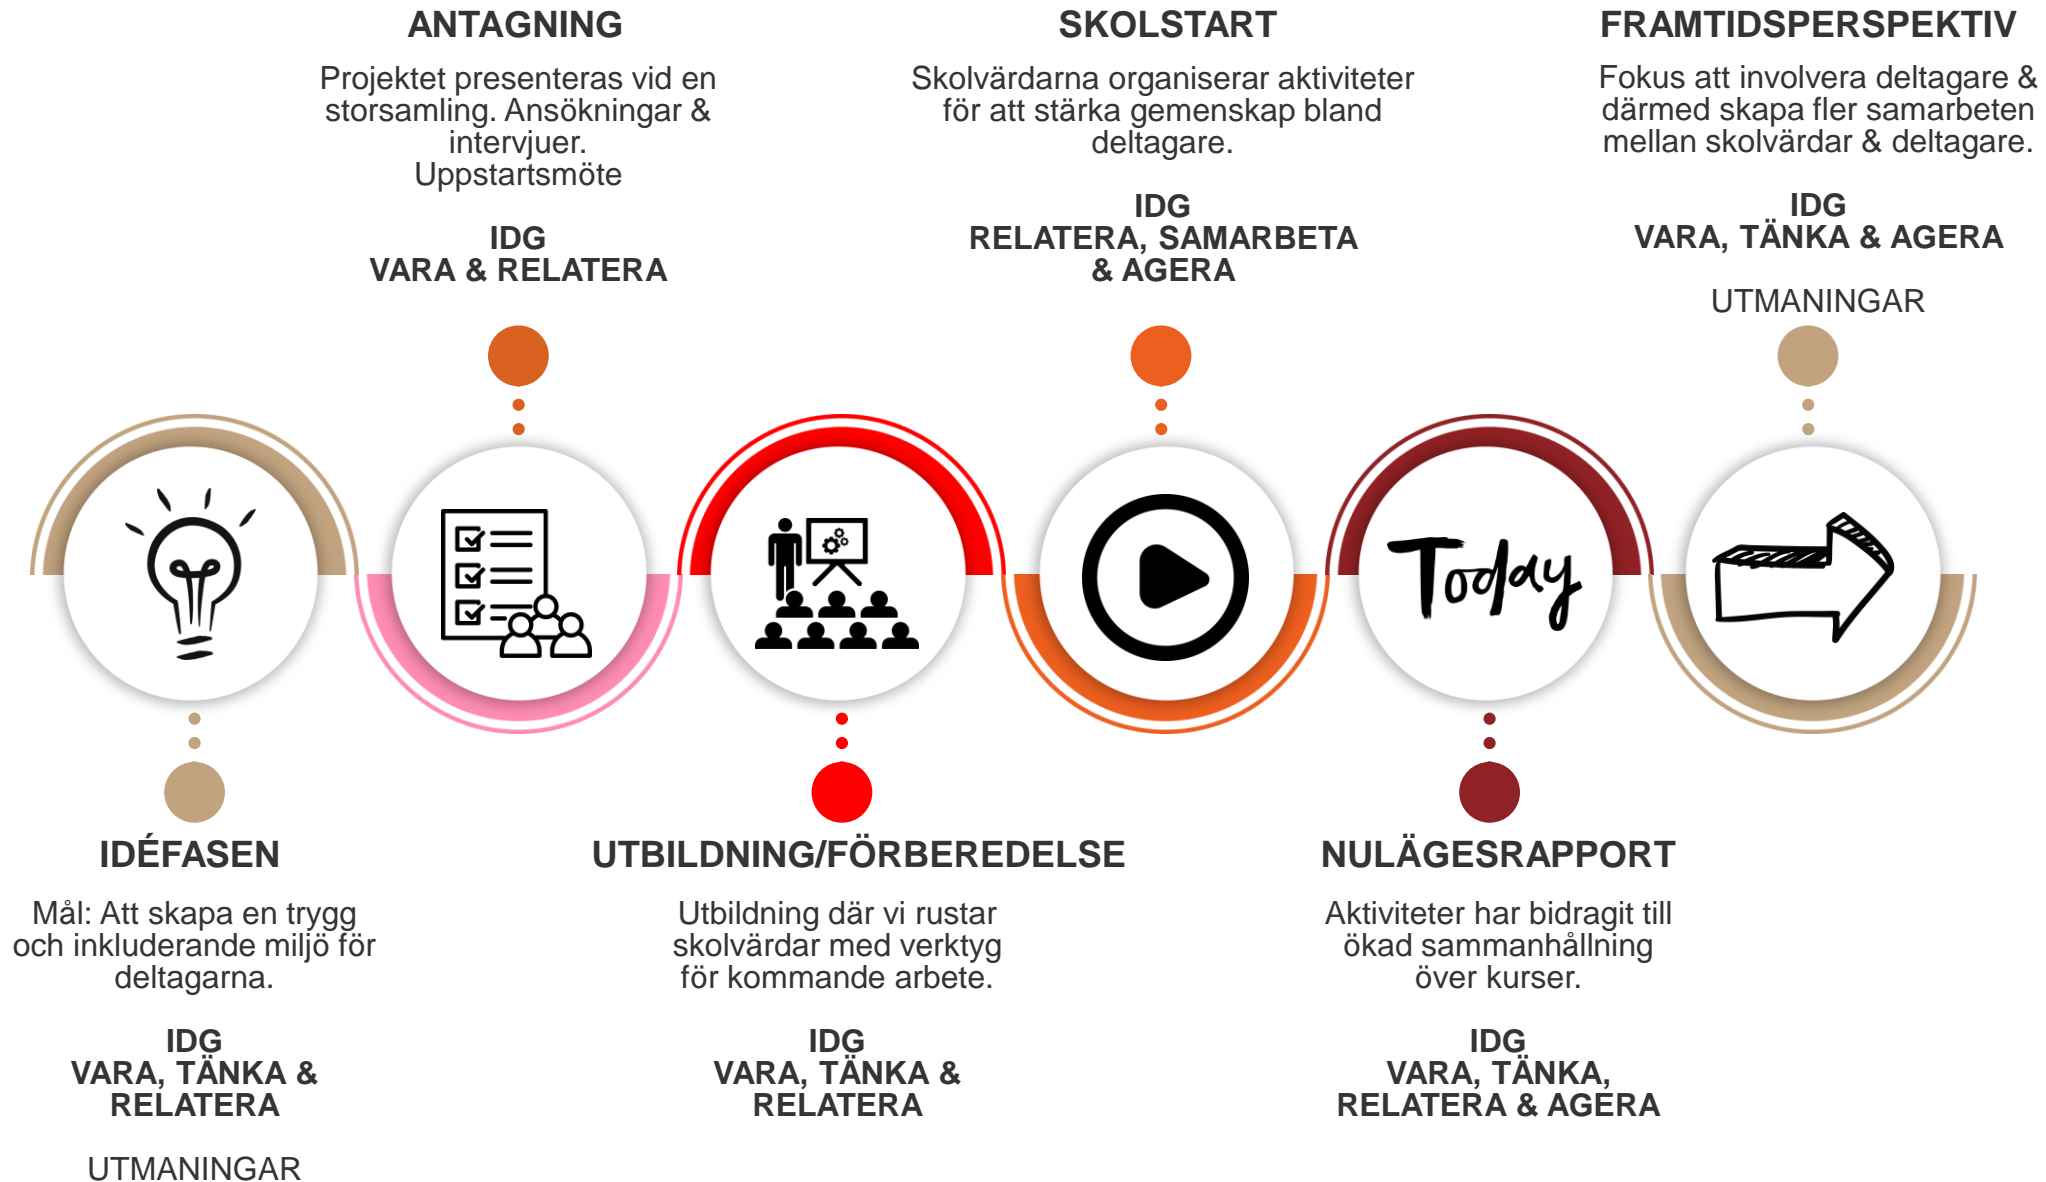 ANTAGNING
Projektet presenteras vid en
storsamling. Ansökningar &
intervjuer.
Uppstartsmöte
IDG
VARA & RELATERA
SKOLSTART
Skolvärdarna organiserar aktiviteter
för att stärka gemenskap bland
deltagare.
IDG
RELATERA, SAMARBETA
& AGERA
FRAMTIDSPERSPEKTIV
Fokus att involvera deltagare &
därmed skapa fler samarbeten
mellan skolvärdar & deltagare.
IDG
VARA, TÄNKA & AGERA
UTMANINGAR
Today
IDÉFASEN
Mål: Att skapa en trygg
och inkluderande miljö för
deltagarna.
IDG
VARA, TÄNKA &
RELATERA
UTMANINGAR
UTBILDNING/FÖRBEREDELSE
Utbildning där vi rustar
skolvärdar med verktyg
för kommande arbete.
IDG
VARA, TÄNKA &
RELATERA
NULÄGESRAPPORT
Aktiviteter har bidragit till
ökad sammanhållning
över kurser.
IDG
VARA, TÄNKA,
RELATERA & AGERA